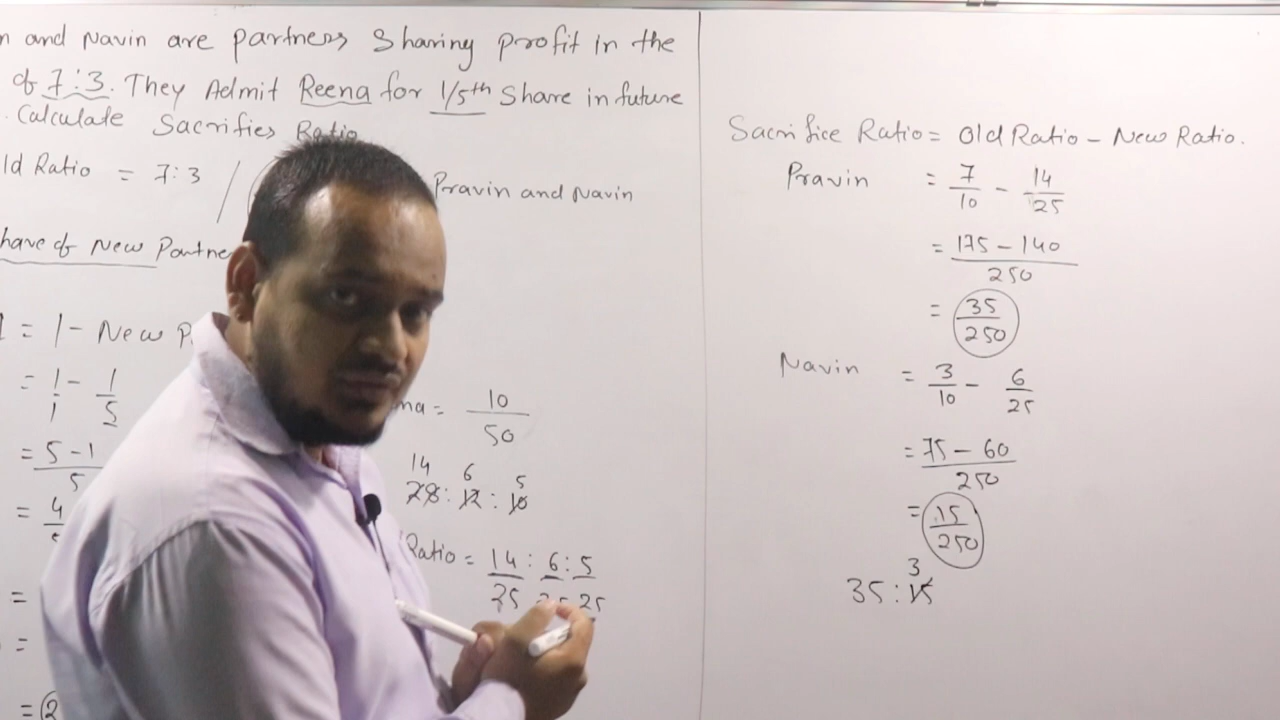 and Navin are partners Sharing profit in the
of 7:3. They Admit Reena for 1/5th Share in future
Calculate Sacrifies Ratio
ld Ratio = 7:3 / Pravin and Navin
hare of New Partne
= 1 - New P
= 1/1 - 1/5
= 5-1/5
= 4
=
=
= 2
na = 10/50
14 6 5
28 : 12 : 10
Ratio = 14 : 6 : 5
25 25 25
Sacrifice Ratio = Old Ratio - New Ratio.
Pravin = 7/10 - 14/25
= 175 - 140
250
= 35/250
Navin = 3/10 - 6/25
= 75 - 60
250
= 15/250
3
35 : 15